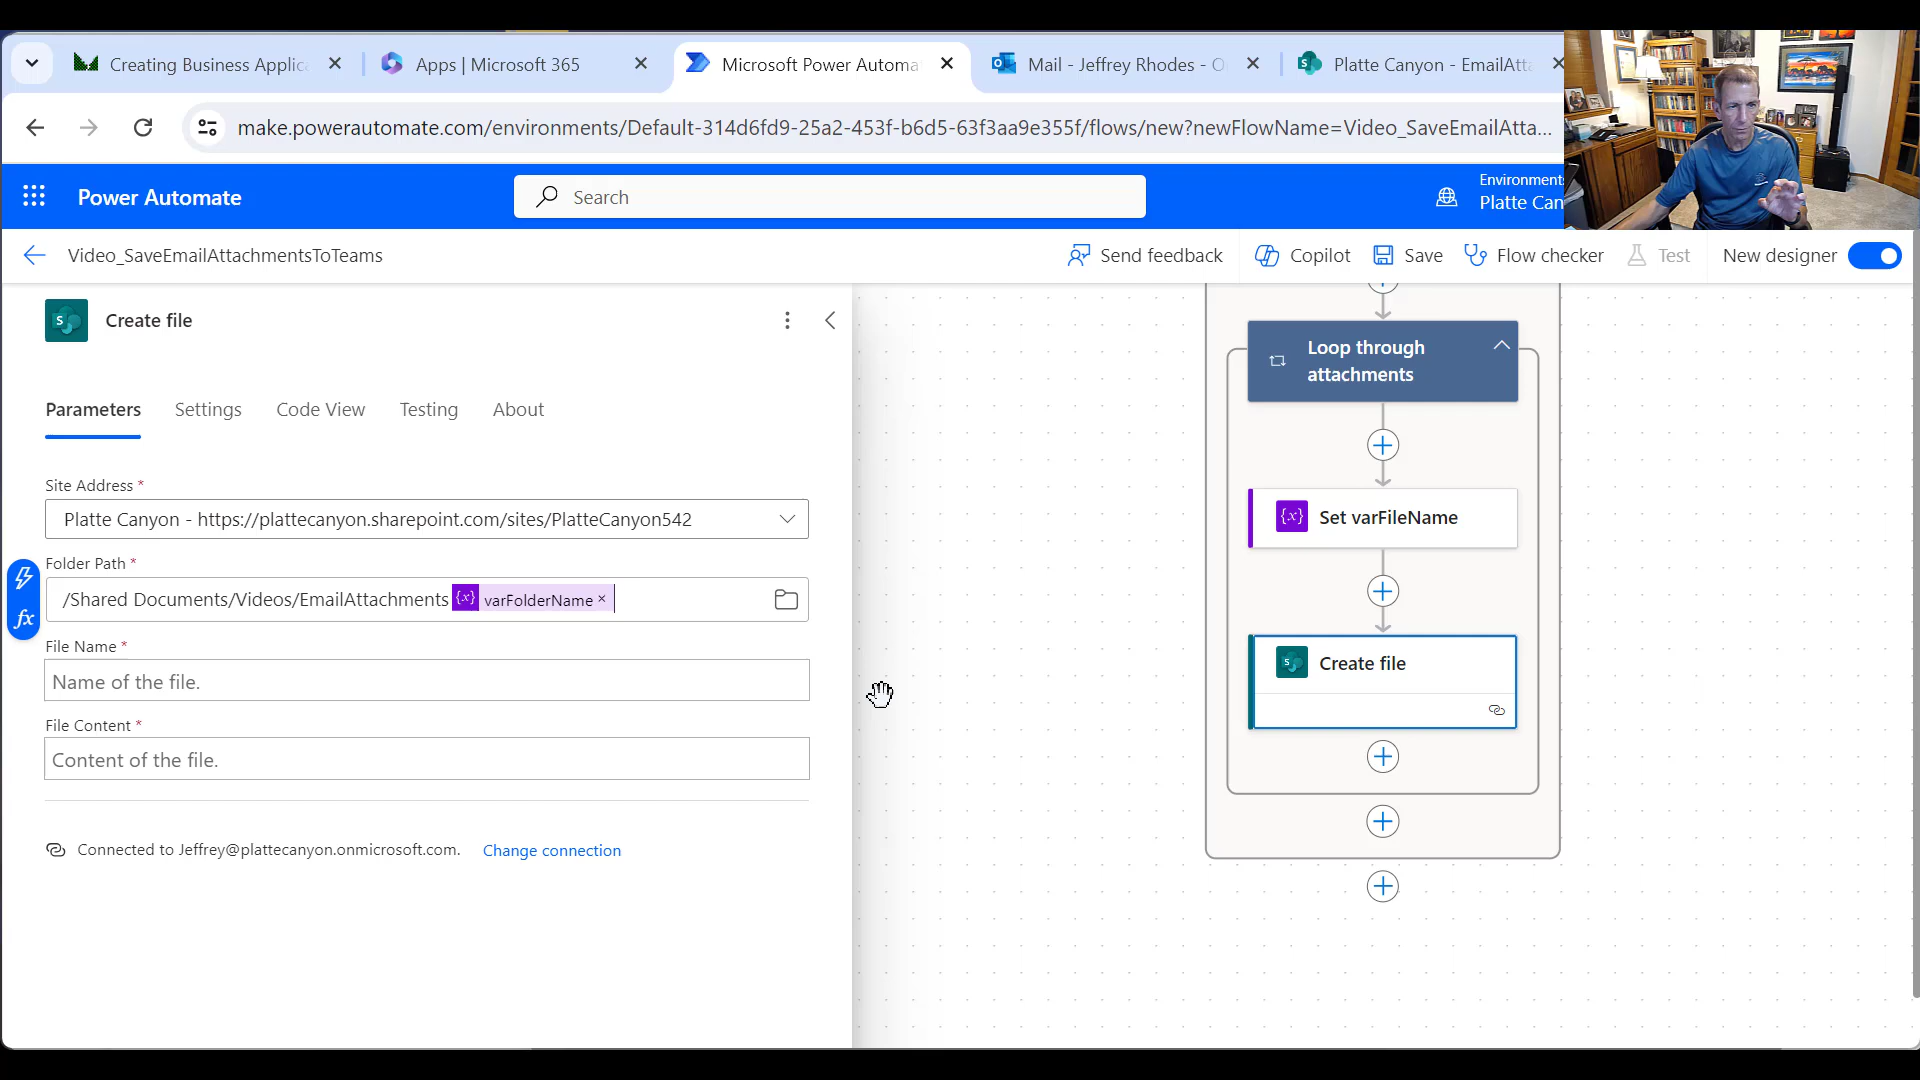 Creating Business Applica
Apps | Microsoft 365
Microsoft Power Automa
Mail - Jeffrey Rhodes - O
Platte Canyon - EmailAtta
make.powerautomate.com/environments/Default-314d6fd9-25a2-453f-b6d5-63f3aa9e355f/flows/new?newFlowName=Video_SaveEmailAtta...
Power Automate
Search
Environment
Platte Can
Video_SaveEmailAttachmentsToTeams
Send feedback
Copilot
Save
Flow checker
Test
New designer
Create file
Parameters
Settings
Code View
Testing
About
Site Address *
Platte Canyon - https://plattecanyon.sharepoint.com/sites/PlatteCanyon542
Folder Path *
/Shared Documents/Videos/EmailAttachments {x} varFolderName ×
fx
File Name *
Name of the file.
File Content *
Content of the file.
Connected to Jeffrey@plattecanyon.onmicrosoft.com. Change connection
Loop through
attachments
{x} Set varFileName
S Create file